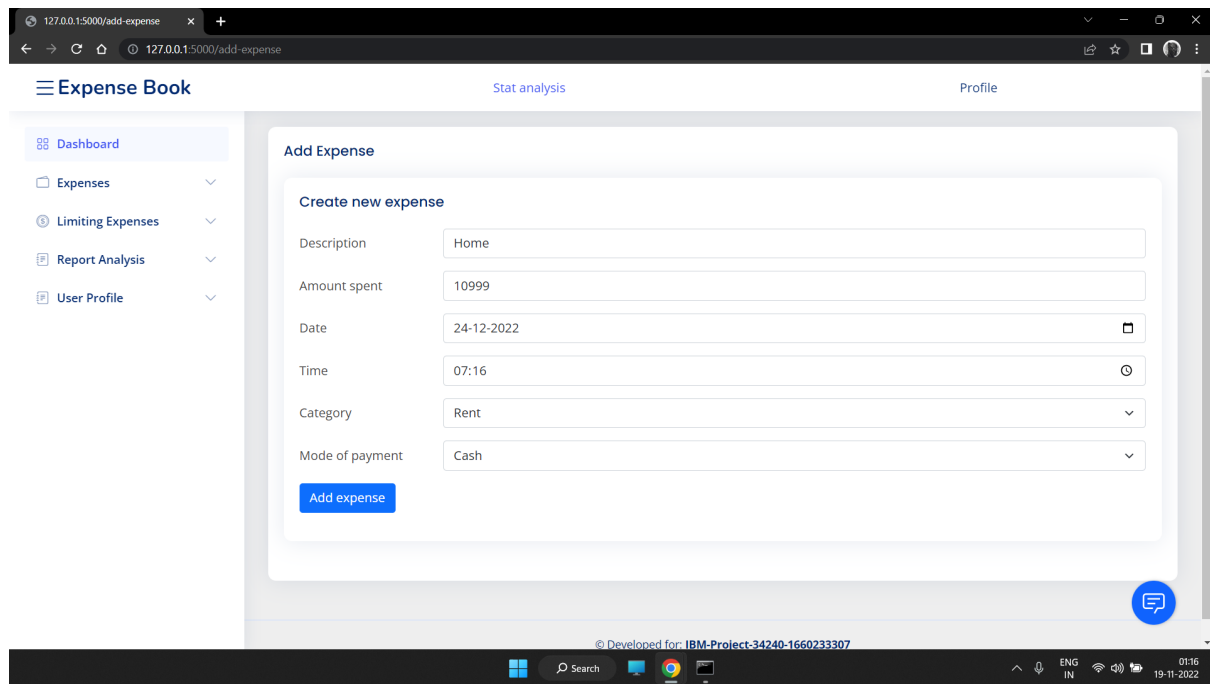 127.0.0.1:5000/add-expense
127.0.0.1:5000/add-expense
Expense Book Stat analysis Profile
Dashboard
Expenses
Limiting Expenses
Report Analysis
User Profile
Add Expense
Create new expense
Description Home
Amount spent 10999
Date 24-12-2022
Time 07:16
Category Rent
Mode of payment Cash
Add expense
© Developed for: IBM-Project-34240-1660233307
Search ENG 01:16
IN 19-11-2022